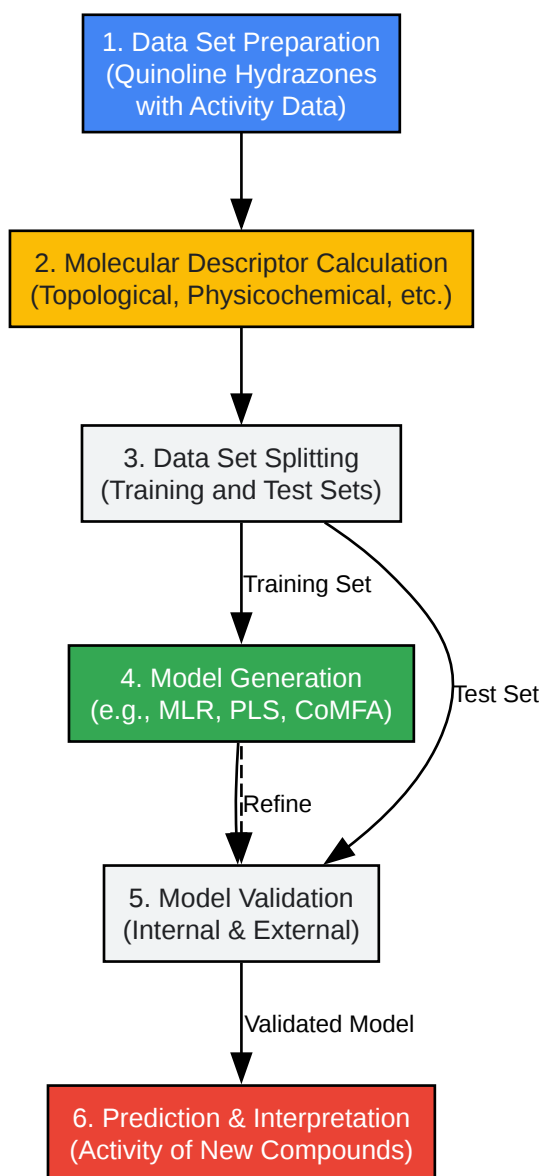 1. Data Set Preparation
(Quinoline Hydrazones
with Activity Data)
2. Molecular Descriptor Calculation
(Topological, Physicochemical, etc.)
3. Data Set Splitting
(Training and Test Sets)
Training Set
4. Model Generation
(e.g., MLR, PLS, CoMFA)
Test Set
Refine
5. Model Validation
(Internal & External)
Validated Model
6. Prediction & Interpretation
(Activity of New Compounds)